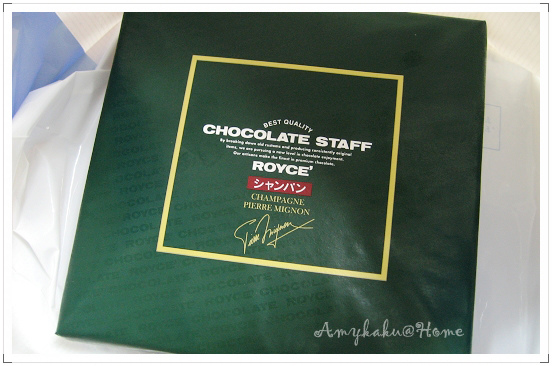 BEST QUALITY
CHOCOLATE STAFF
By breaking down old customs and producing consistently original
items, we are pursuing a new level in chocolate enjoyment.
Our artisans make the finest in premium chocolate.
ROYCE'
シャンパン
CHAMPAGNE
PIERRE MIGNON
Pierre Mignon
Amykaku@Home